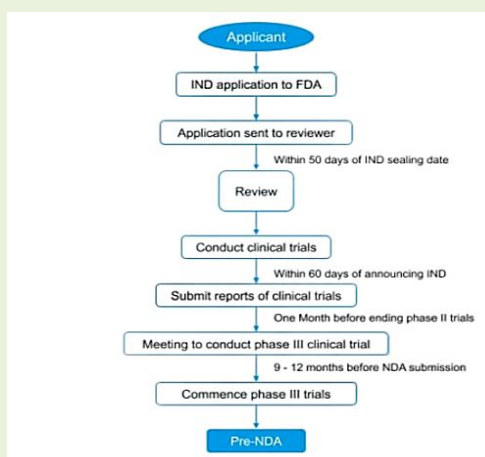 Applicant
IND application to FDA
Application sent to reviewer
Within 50 days of IND sealing date
Review
Conduct clinical trials
Within 60 days of announcing IND
Submit reports of clinical trials
One Month before ending phase II trials
Meeting to conduct phase III clinical trial
9 - 12 months before NDA submission
Commence phase III trials
Pre-NDA